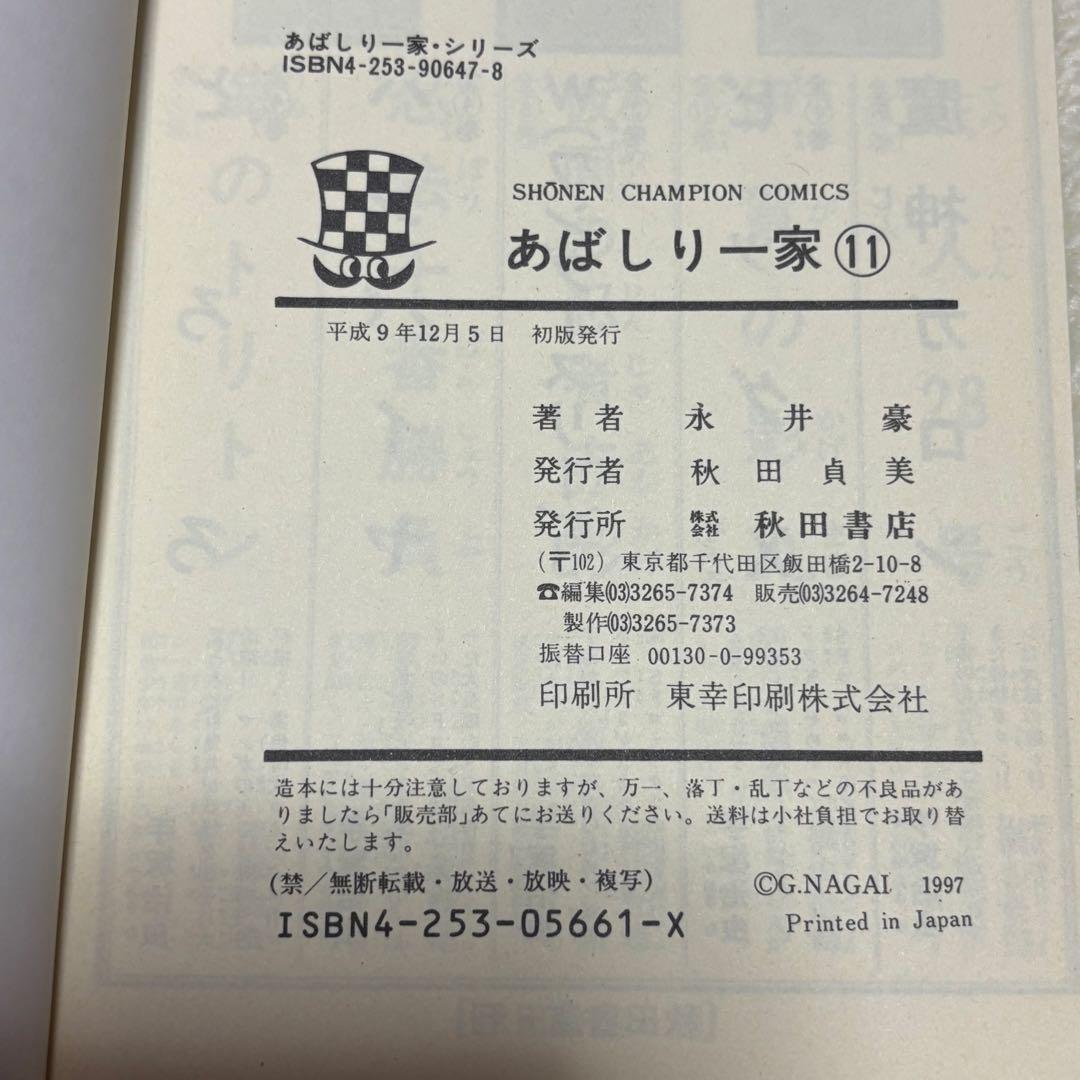 あばしり一家・シリーズ
ISBN4-253-90647-8
SHŌNEN CHAMPION COMICS
あばしり一家⑪
平成9年12月5日 初版発行
著者 永井豪
発行者 秋田貞美
発行所 株式会社 秋田書店
(〒102) 東京都千代田区飯田橋2-10-8
☎編集(03)3265-7374 販売(03)3264-7248
製作(03)3265-7373
振替口座 00130-0-99353
印刷所 東幸印刷株式会社
造本には十分注意しておりますが、万一、落丁・乱丁などの不良品があ
りましたら「販売部」あてにお送りください。送料は小社負担でお取り替
えいたします。
(禁/無断転載・放送・放映・複写) ©G.NAGAI 1997
ISBN4-253-05661-X Printed in Japan